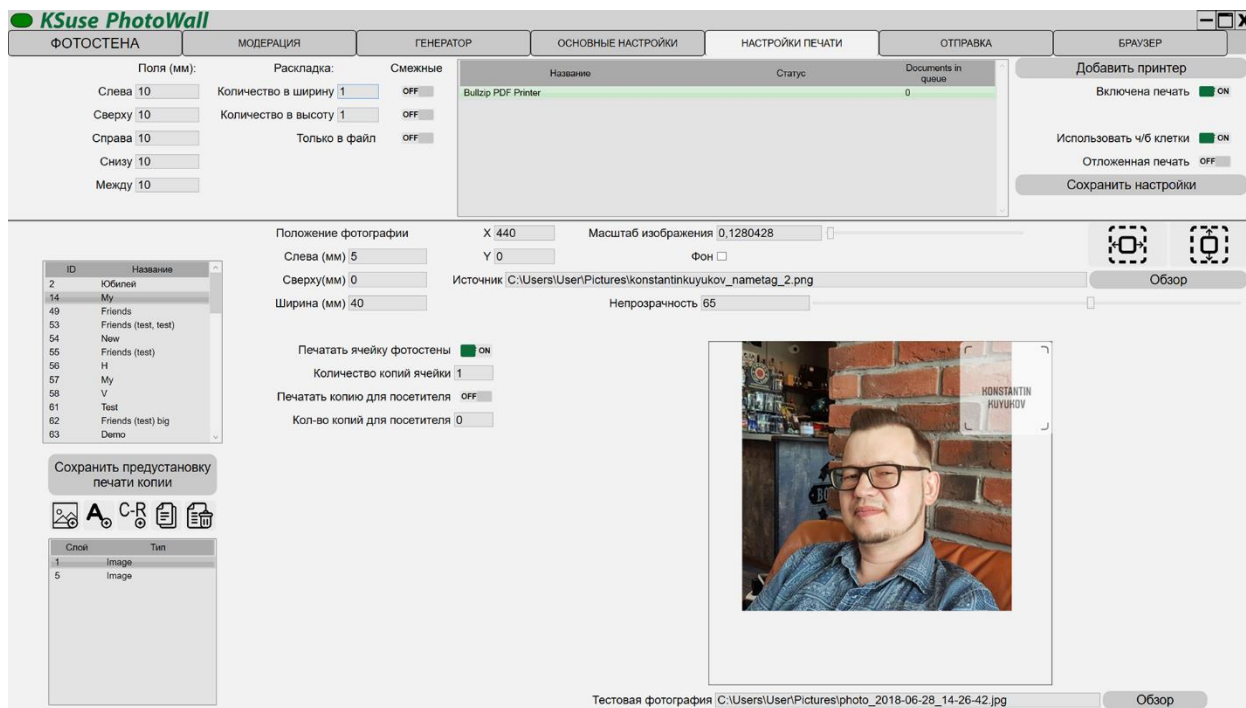 KSuse PhotoWall
ФОТОСТЕНА МОДЕРАЦИЯ ГЕНЕРАТОР ОСНОВНЫЕ НАСТРОЙКИ НАСТРОЙКИ ПЕЧАТИ ОТПРАВКА БРАУЗЕР
Поля (мм): Раскладка: Смежные
Слева 10 Количество в ширину 1 OFF
Сверху 10 Количество в высоту 1 OFF
Справа 10 Только в файл OFF
Снизу 10
Между 10
Название Статус Documents in queue
Bullzip PDF Printer 0
Добавить принтер
Включена печать ON
Использовать ч/б клетки ON
Отложенная печать OFF
Сохранить настройки
Положение фотографии X 440 Масштаб изображения 0,1280428
Слева (мм) 5 Y 0 Фон
Сверху(мм) 0 Источник C:\Users\User\Pictures\konstantinkuyukov_nametag_2.png Обзор
Ширина (мм) 40 Непрозрачность 65
ID Название
2 Юбилей
14 My
49 Friends
53 Friends (test, test)
54 New
55 Friends (test)
56 H
57 My
58 V
61 Test
62 Friends (test) big
63 Demo
Печатать ячейку фотостены ON
Количество копий ячейки 1
Печатать копию для посетителя OFF
Кол-во копий для посетителя 0
KONSTANTIN
KUYUKOV
BO
Сохранить предустановку
печати копии
A C-R
Слой Тип
1 Image
5 Image
Тестовая фотография C:\Users\User\Pictures\photo_2018-06-28_14-26-42.jpg Обзор